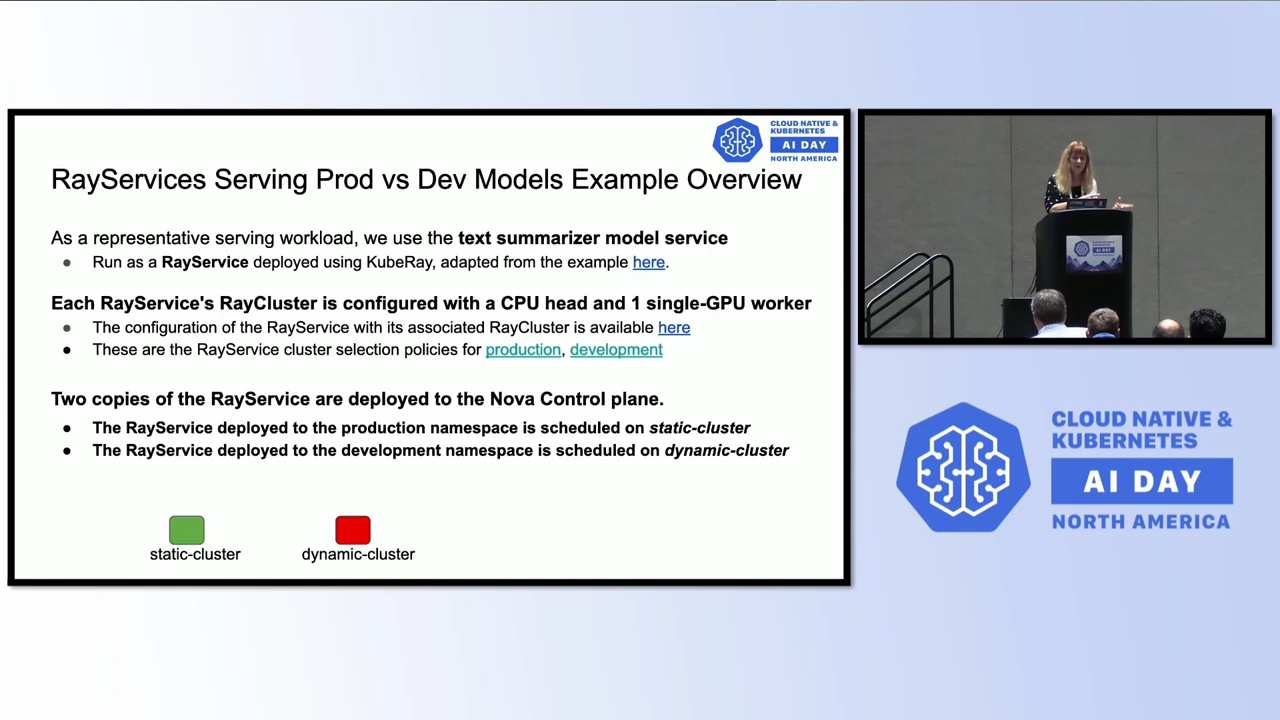 CLOUD NATIVE &
KUBERNETES
AI DAY
NORTH AMERICA
RayServices Serving Prod vs Dev Models Example Overview
As a representative serving workload, we use the text summarizer model service
● Run as a RayService deployed using KubeRay, adapted from the example here.
Each RayService's RayCluster is configured with a CPU head and 1 single-GPU worker
● The configuration of the RayService with its associated RayCluster is available here
● These are the RayService cluster selection policies for production, development
Two copies of the RayService are deployed to the Nova Control plane.
● The RayService deployed to the production namespace is scheduled on static-cluster
● The RayService deployed to the development namespace is scheduled on dynamic-cluster
static-cluster
dynamic-cluster
AI DAY
CLOUD NATIVE &
KUBERNETES
AI DAY
NORTH AMERICA